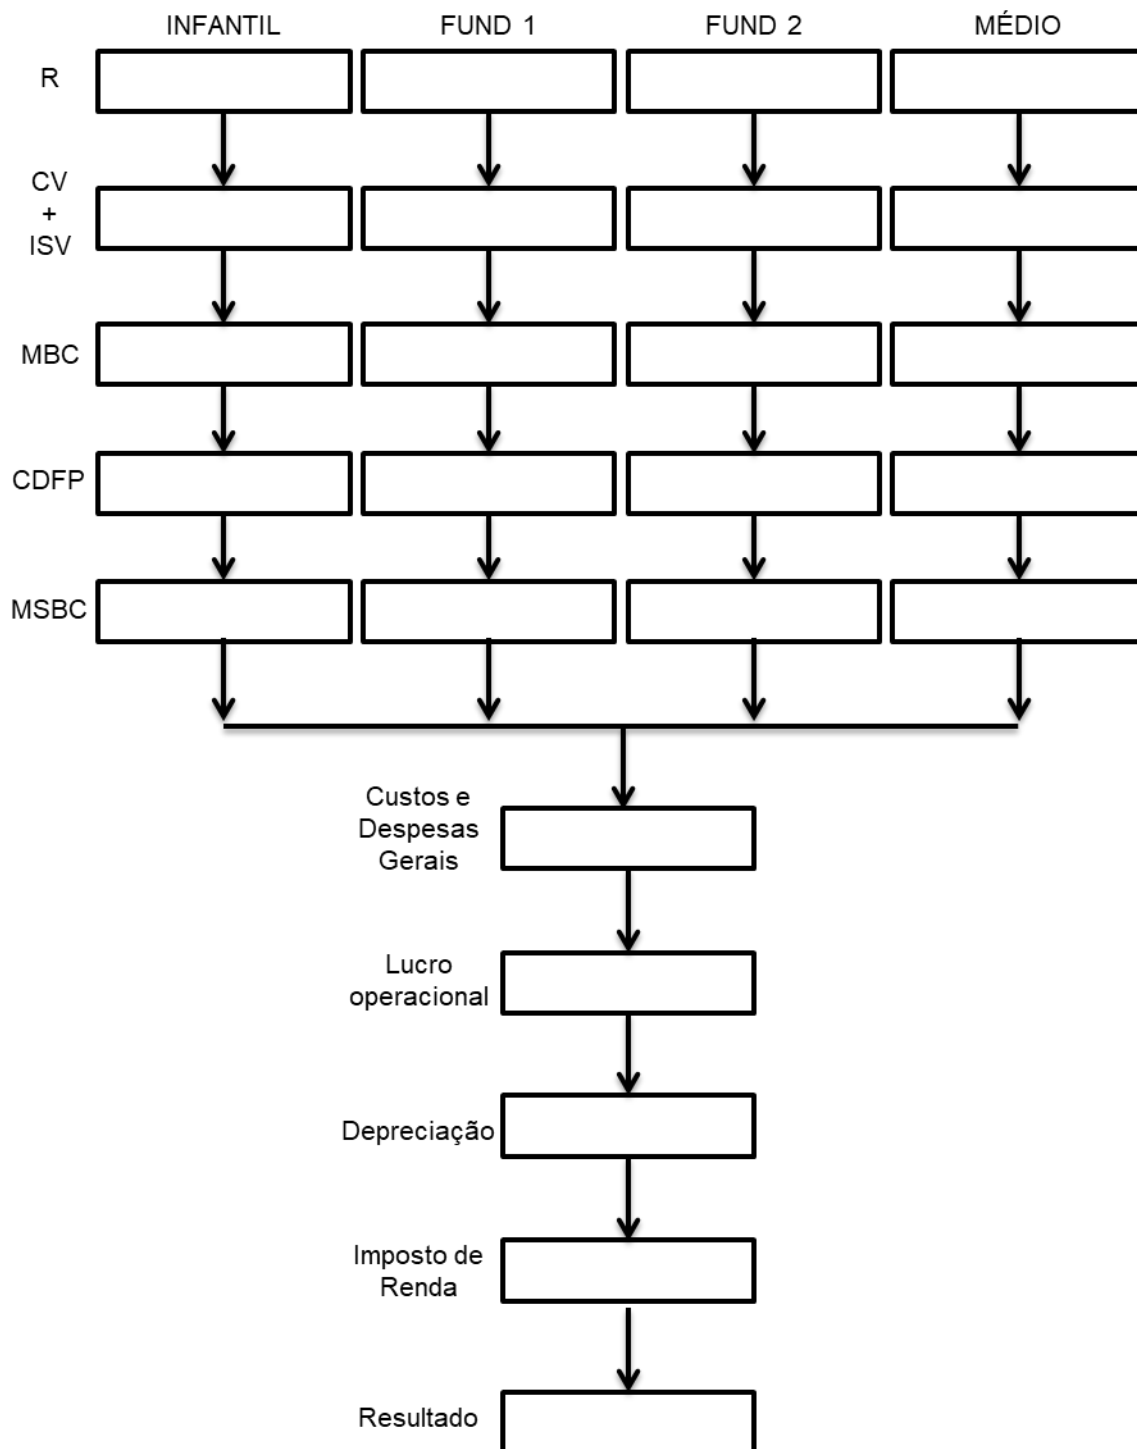 INFANTIL FUND 1 FUND 2 MÉDIO
R
CV
+
ISV
MBC
CDFP
MSBC
Custos e
Despesas
Gerais
Lucro
operacional
Depreciação
Imposto de
Renda
Resultado